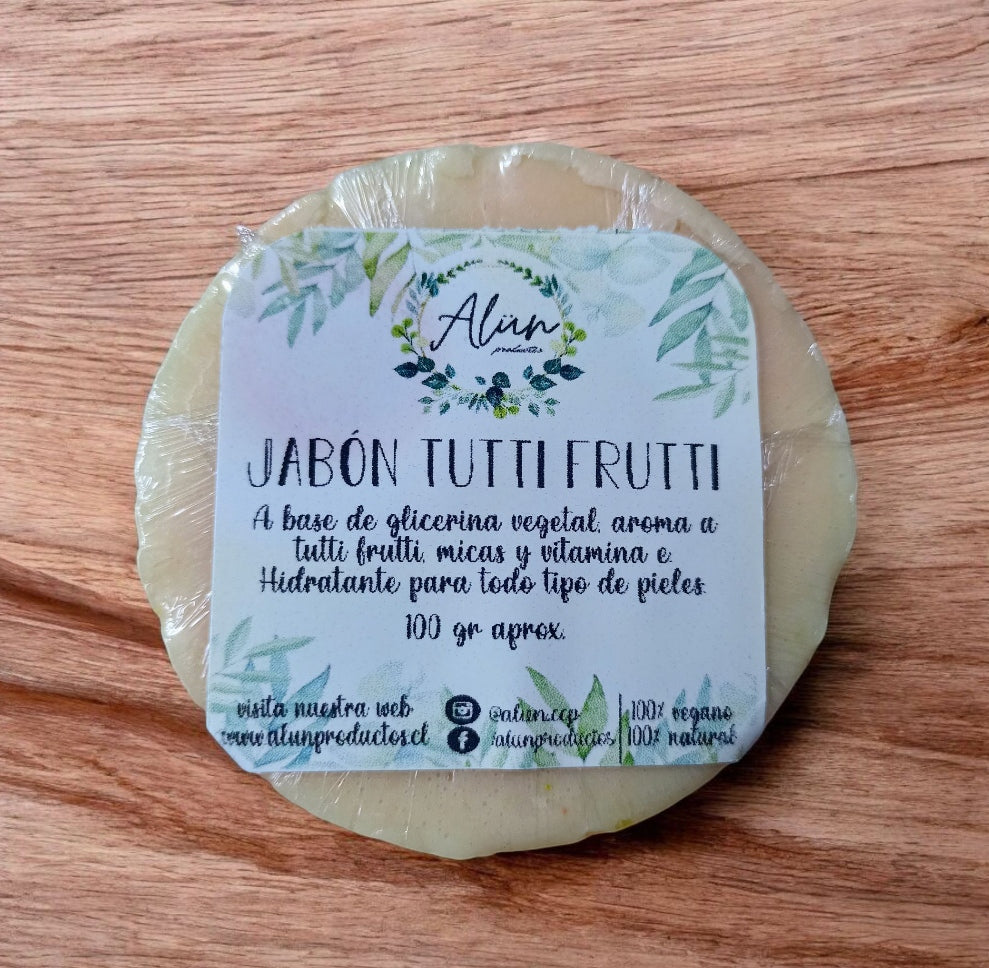 Alün
productos
JABÓN TUTTI FRUTTI
A base de glicerina vegetal, aroma a
tutti frutti, micas y vitamina e.
Hidratante para todo tipo de pieles.
100 gr aprox.
visita nuestra web
www.alunproductos.cl
@alun.ccp
/alunproductos
100% vegano
100% natural